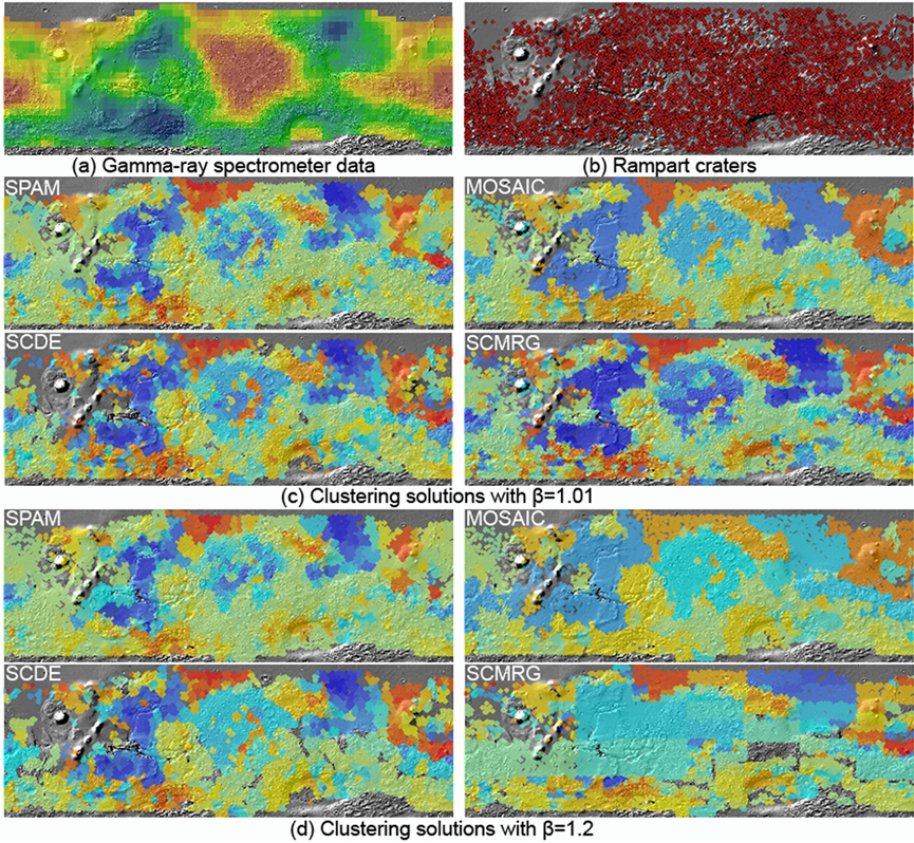 (a) Gamma-ray spectrometer data
(b) Rampart craters
SPAM
MOSAIC
SCDE
SCMRG
(c) Clustering solutions with β=1.01
SPAM
MOSAIC
SCDE
SCMRG
(d) Clustering solutions with β=1.2